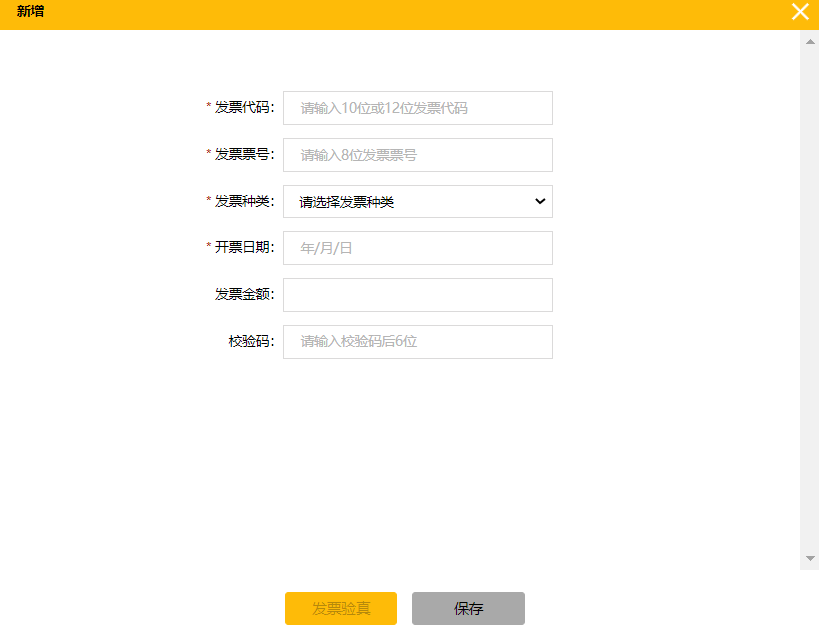 新增
* 发票代码： 请输入10位或12位发票代码
* 发票票号： 请输入8位发票票号
* 发票种类： 请选择发票种类
* 开票日期： 年/月/日
发票金额：
校验码： 请输入校验码后6位
发票验真 保存